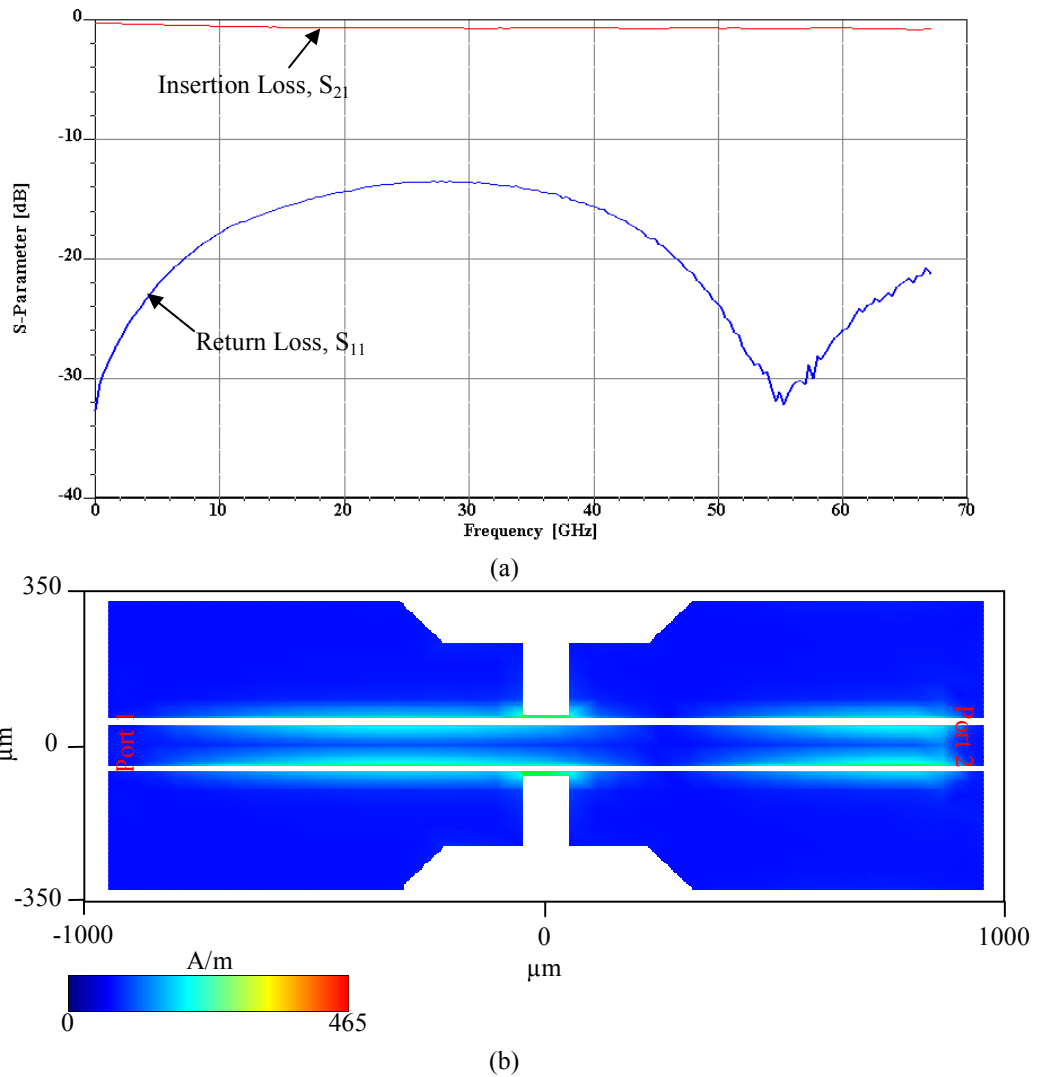 0
-10
-20
-30
-40
S-Parameter [dB]
Insertion Loss, S₂₁
Return Loss, S₁₁
0 10 20 30 40 50 60 70
Frequency [GHz]
(a)
350
0
-350
µm
Port 1
Port 2
-1000 0 1000
µm
A/m
0 465
(b)